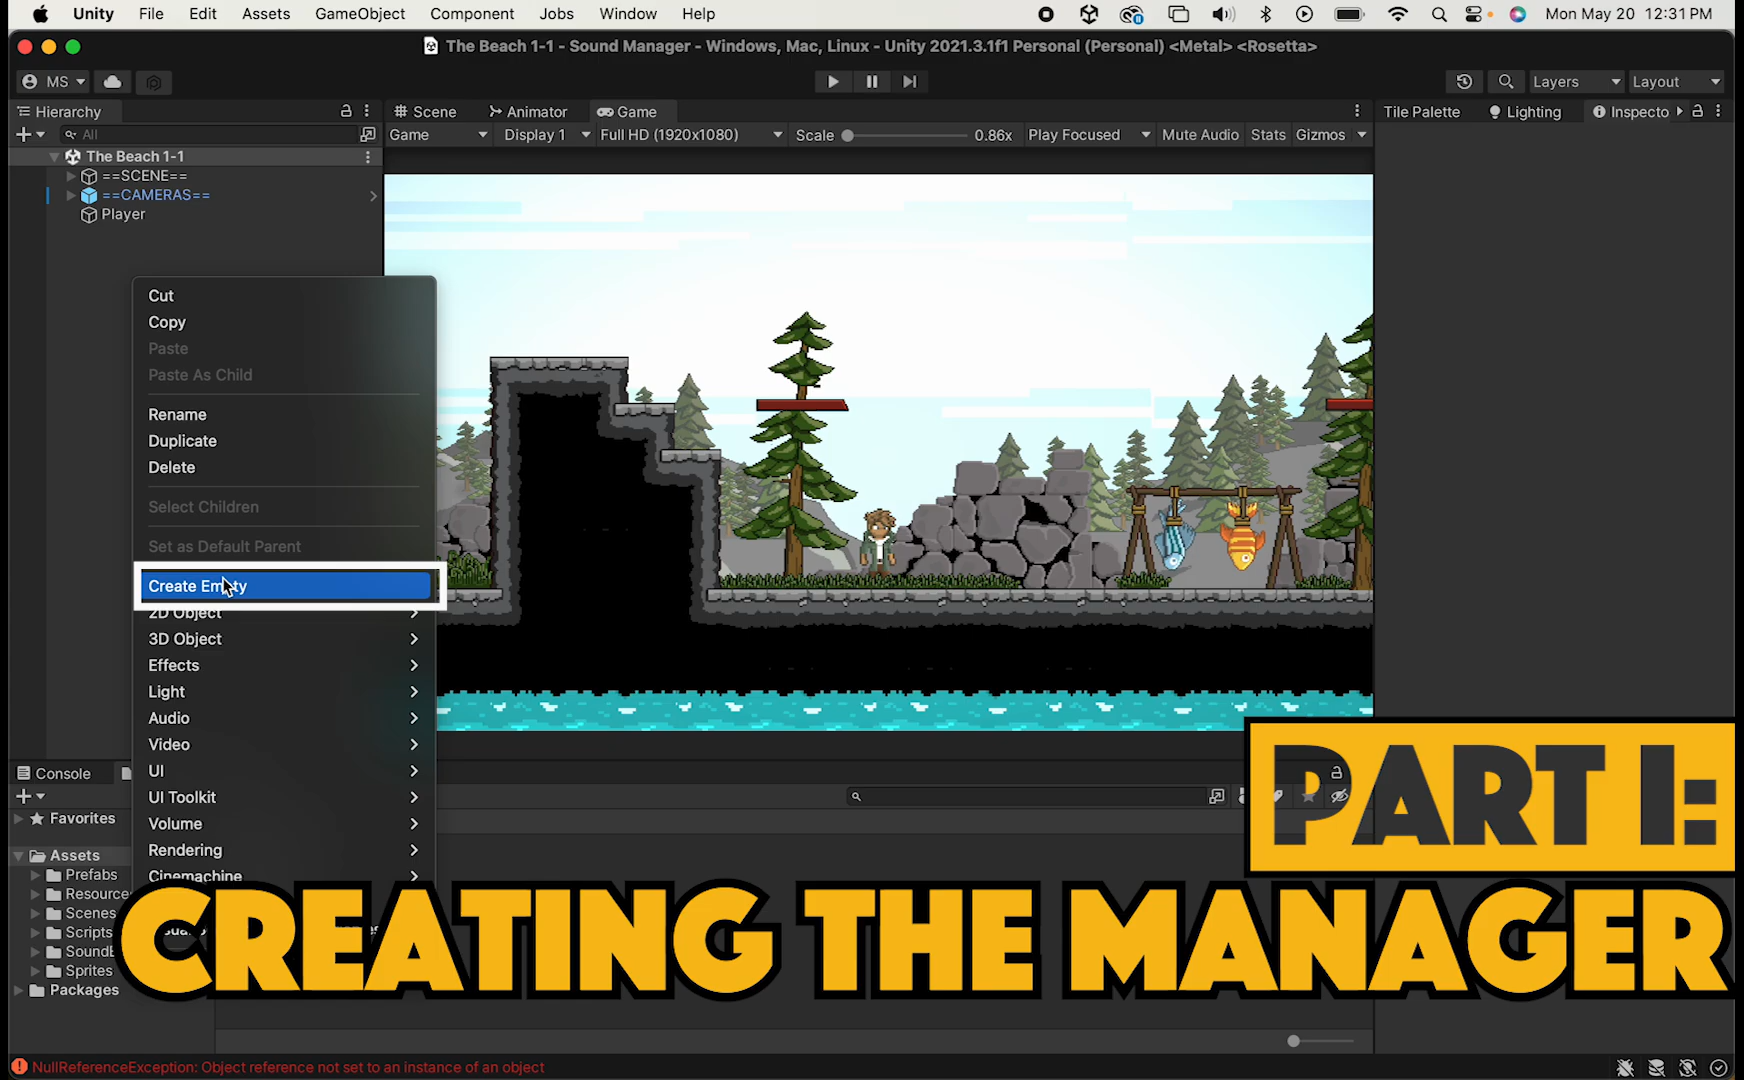 Unity File Edit Assets GameObject Component Jobs Window Help Mon May 20 12:31 PM
The Beach 1-1 - Sound Manager - Windows, Mac, Linux - Unity 2021.3.1f1 Personal (Personal) <Metal> <Rosetta>
MS Layers Layout
Hierarchy Scene Animator Game Tile Palette Lighting Inspecto
All Game Display 1 Full HD (1920x1080) Scale 0.86x Play Focused Mute Audio Stats Gizmos
The Beach 1-1
==SCENE==
==CAMERAS==
Player
Cut
Copy
Paste
Paste As Child
Rename
Duplicate
Delete
Select Children
Set as Default Parent
Create Empty
2D Object
3D Object
Effects
Light
Audio
Video
UI
UI Toolkit
Volume
Rendering
Cinemachine
Console
Favorites
Assets
Prefabs
Resource
Scenes
Scripts
Sound
Sprites
Packages
PART I:
CREATING THE MANAGER
NullReferenceException: Object reference not set to an instance of an object